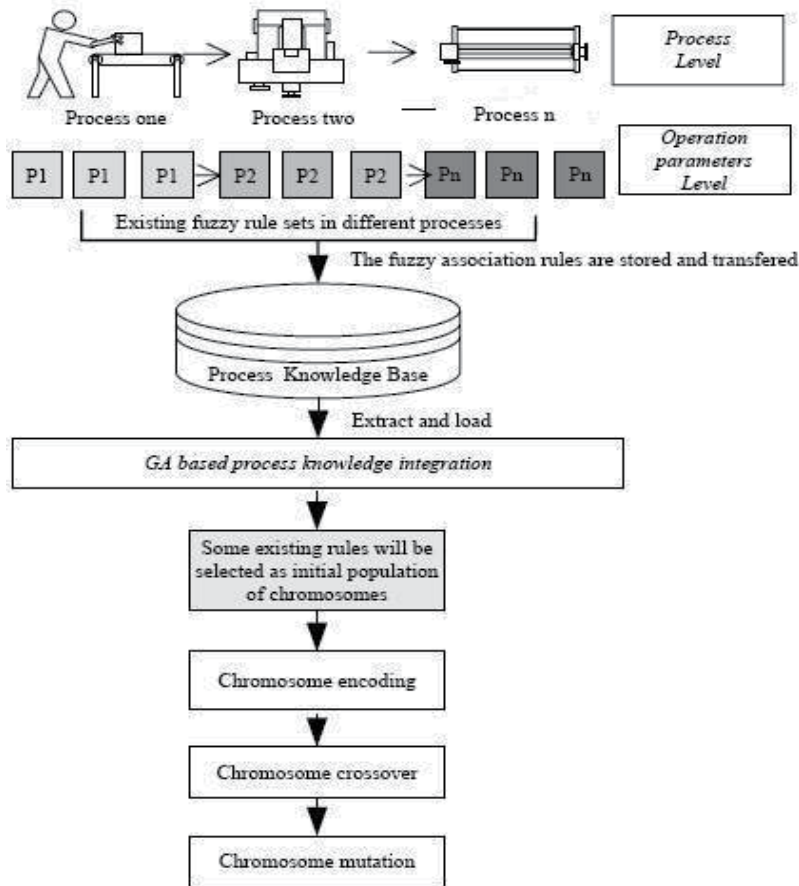 Process
Level
Process one
Process two
Process n
Operation
parameters
Level
P1 P1 P1 P2 P2 P2 Pn Pn Pn
Existing fuzzy rule sets in different processes
The fuzzy association rules are stored and transfered
Process Knowledge Base
Extract and load
GA based process knowledge integration
Some existing rules will be
selected as initial population
of chromosomes
Chromosome encoding
Chromosome crossover
Chromosome mutation